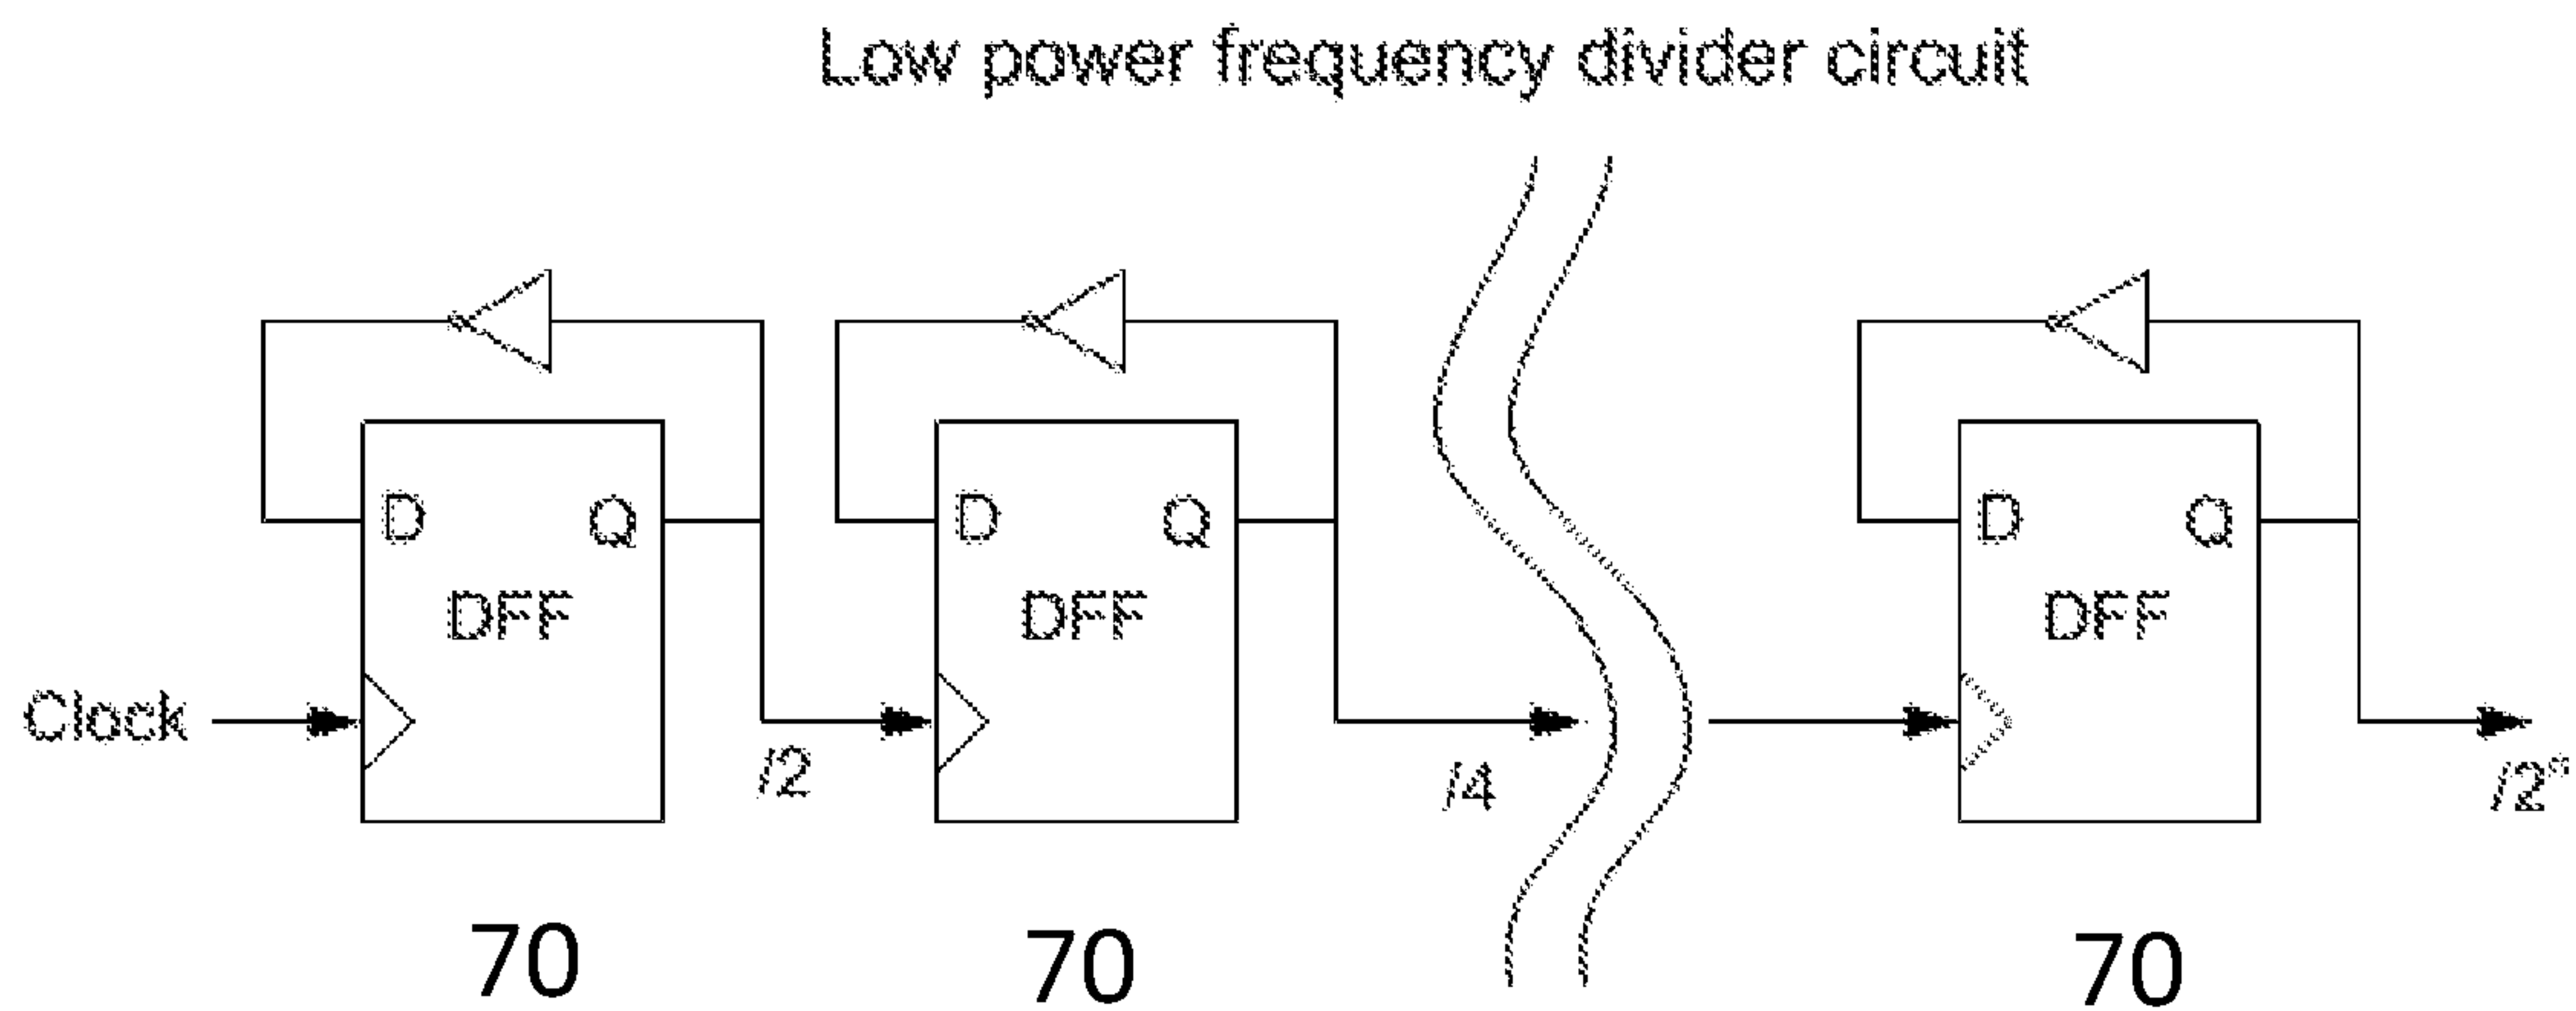 Low power frequency divider circuit
D Q D Q D Q
DFF DFF DFF
Clock
/2 /4 /2ⁿ
70 70 70